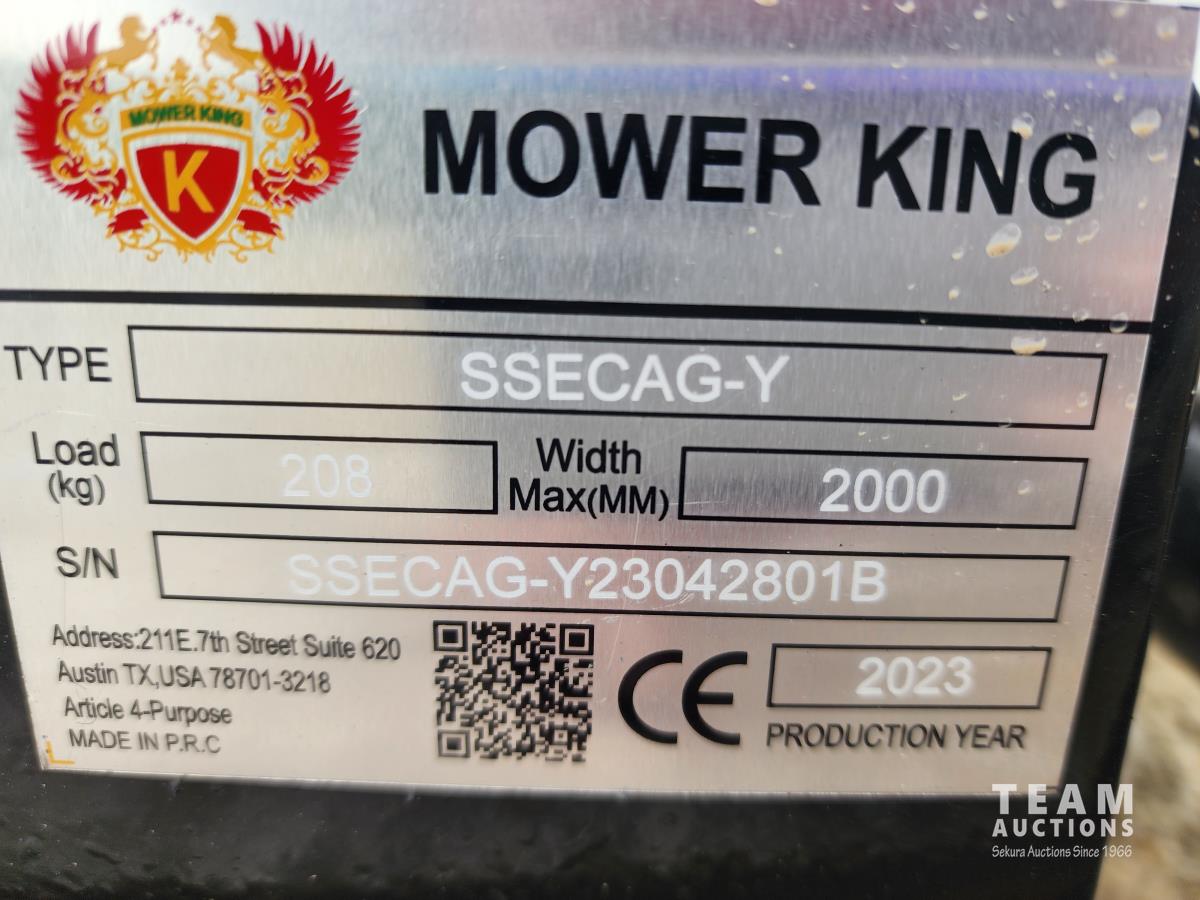 MOWER KING
K
MOWER KING
TYPE SSECAG-Y
Load (kg) 208 Width Max(MM) 2000
S/N SSECAG-Y23042801B
Address:211E.7th Street Suite 620
Austin TX,USA 78701-3218
Article 4-Purpose
MADE IN P.R.C
CE 2023
PRODUCTION YEAR
TEAM
AUCTIONS
Sekura Auctions Since 1966